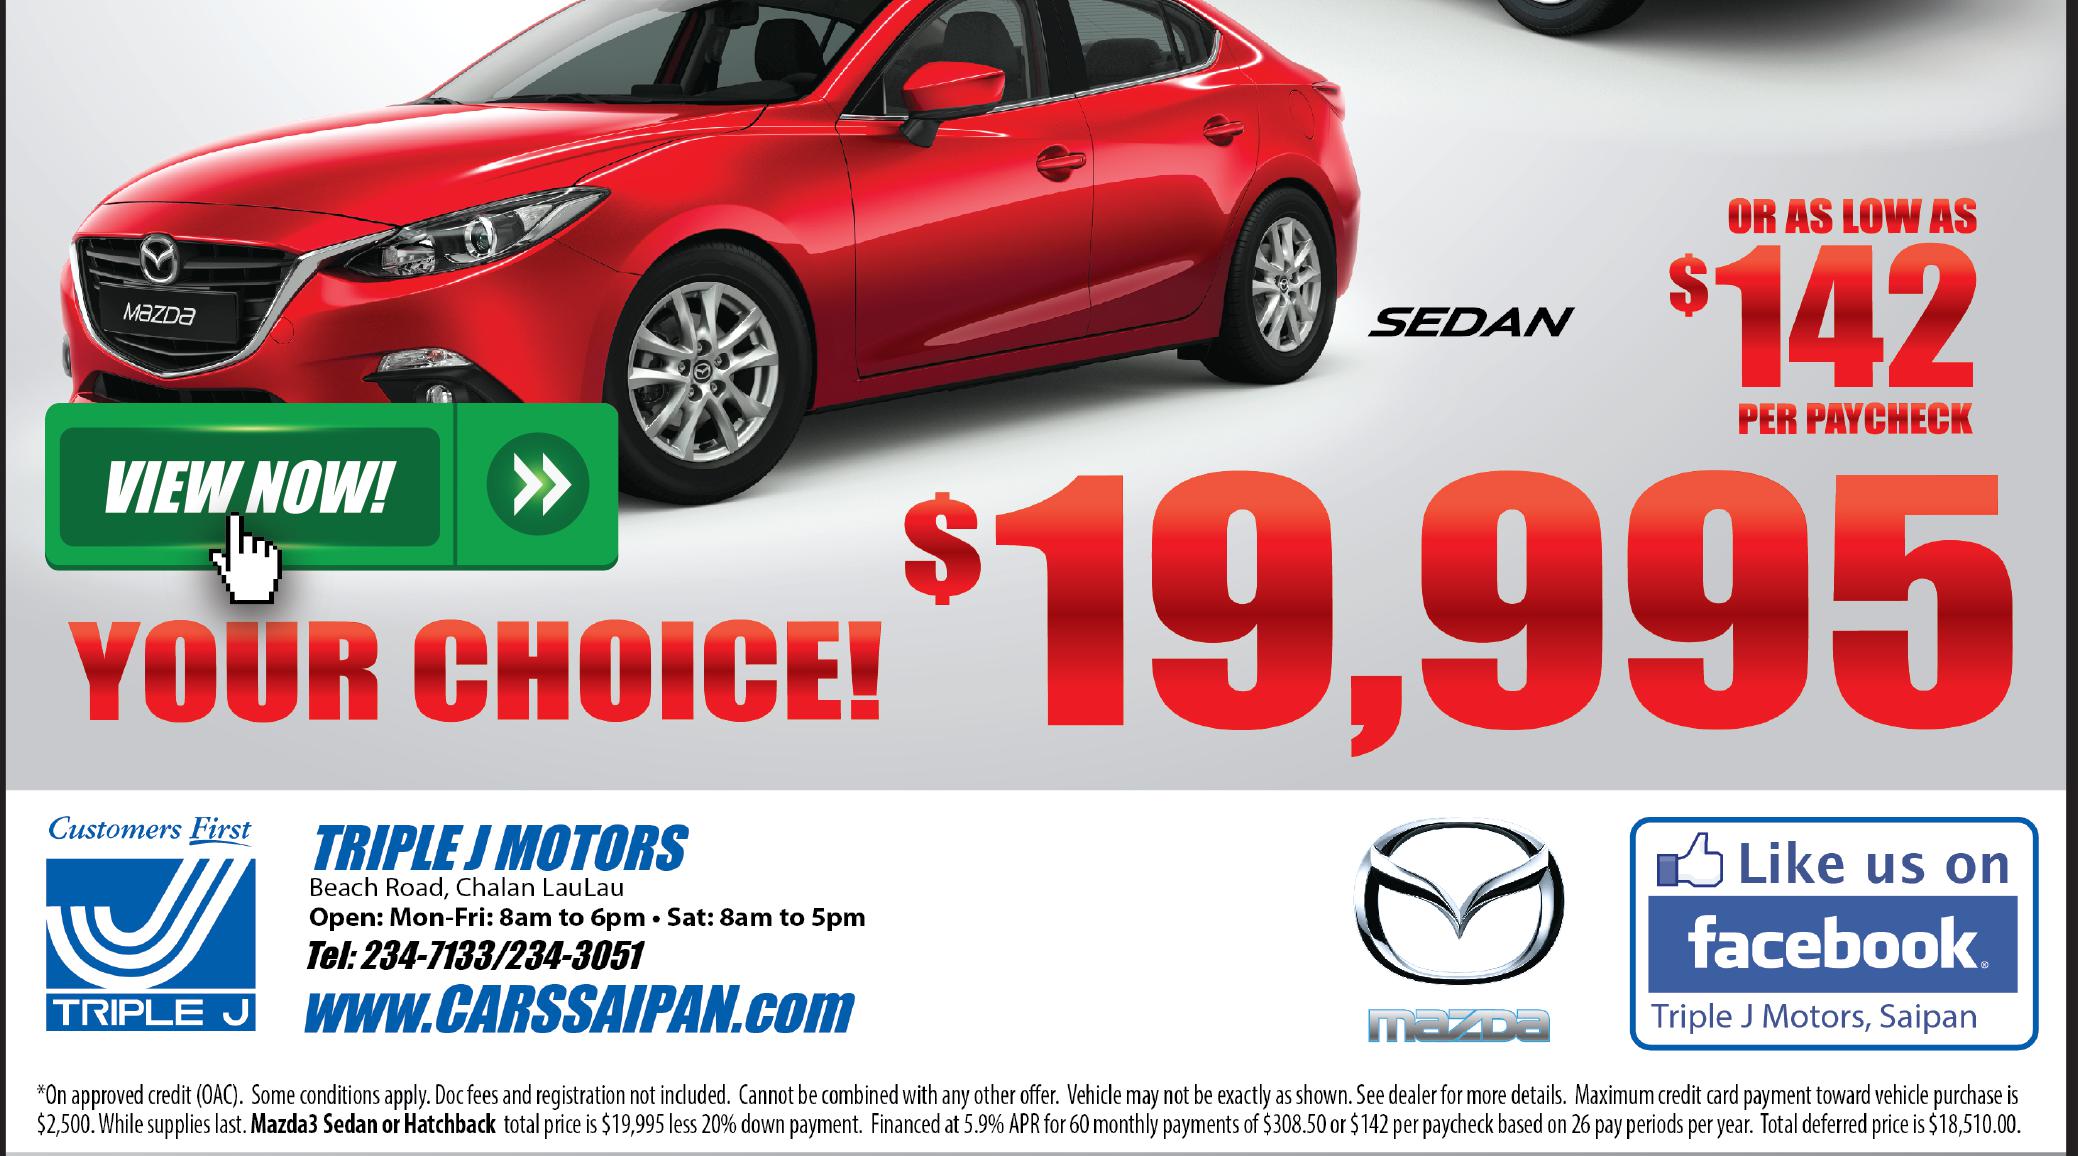 mazda
OR AS LOW AS
$142
PER PAYCHECK
SEDAN
VIEW NOW!
$19,995
YOUR CHOICE!
Customers First
TRIPLE J
TRIPLE J MOTORS
Beach Road, Chalan LauLau
Open: Mon-Fri: 8am to 6pm • Sat: 8am to 5pm
Tel: 234-7133/234-3051
www.CARSSAIPAN.com
mazda
Like us on
facebook®
Triple J Motors, Saipan
*On approved credit (OAC). Some conditions apply. Doc fees and registration not included. Cannot be combined with any other offer. Vehicle may not be exactly as shown. See dealer for more details. Maximum credit card payment toward vehicle purchase is
$2,500. While supplies last. Mazda3 Sedan or Hatchback total price is $19,995 less 20% down payment. Financed at 5.9% APR for 60 monthly payments of $308.50 or $142 per paycheck based on 26 pay periods per year. Total deferred price is $18,510.00.